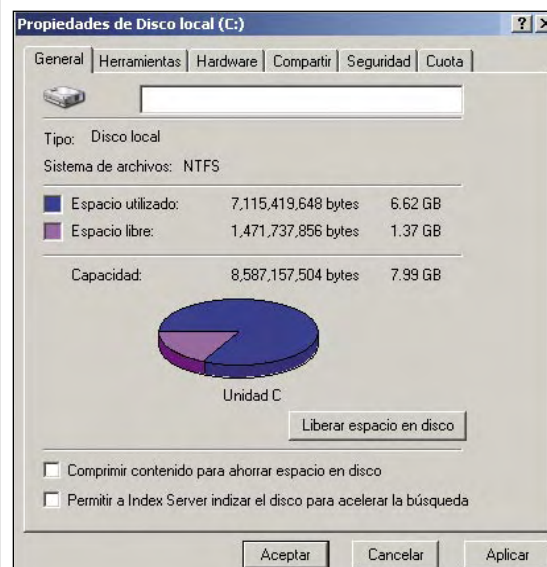 Propiedades de Disco local (C:)
General Herramientas Hardware Compartir Seguridad Cuota
Tipo: Disco local
Sistema de archivos: NTFS
Espacio utilizado: 7,115,419,648 bytes 6.62 GB
Espacio libre: 1,471,737,856 bytes 1.37 GB
Capacidad: 8,587,157,504 bytes 7.99 GB
Unidad C
Liberar espacio en disco
Comprimir contenido para ahorrar espacio en disco
Permitir a Index Server indizar el disco para acelerar la búsqueda
Aceptar Cancelar Aplicar